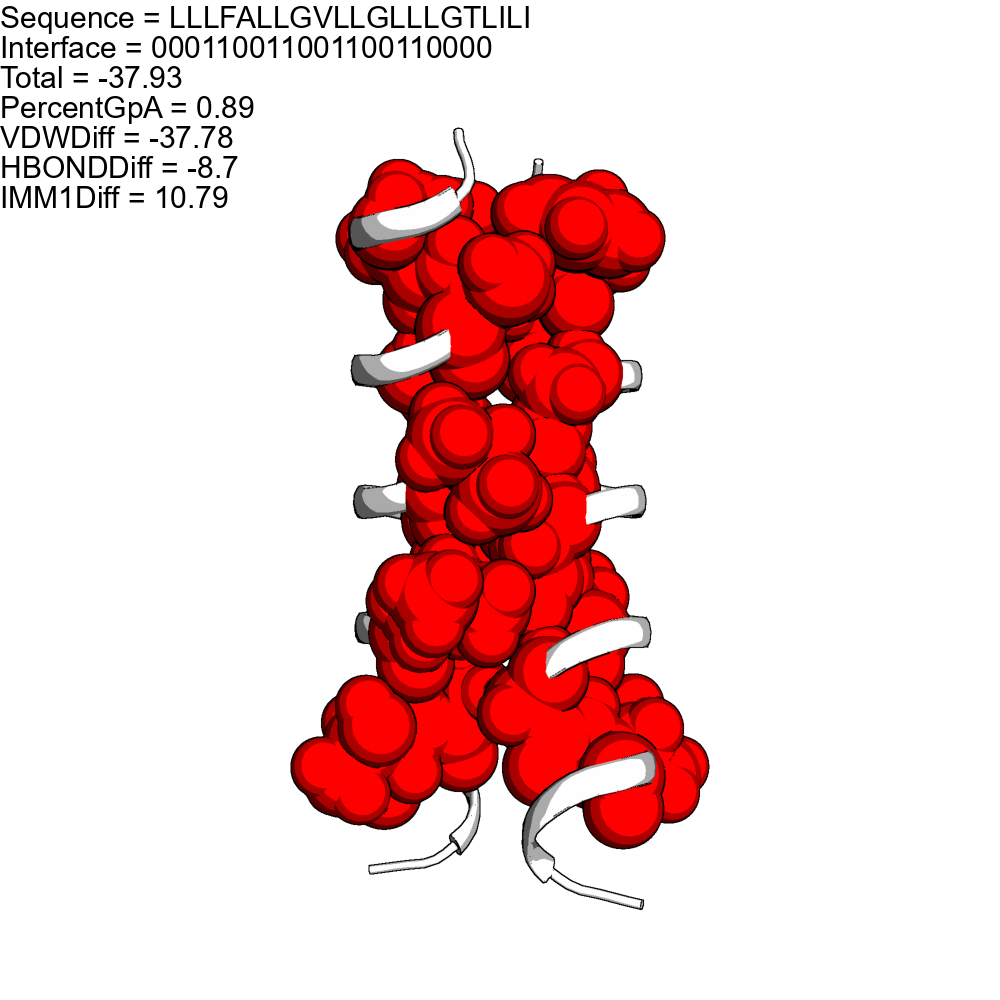 Sequence = LLLFALLGVLLGLLLGTLILI
Interface = 000110011001100110000
Total = -37.93
PercentGpA = 0.89
VDWDiff = -37.78
HBONDDiff = -8.7
IMM1Diff = 10.79